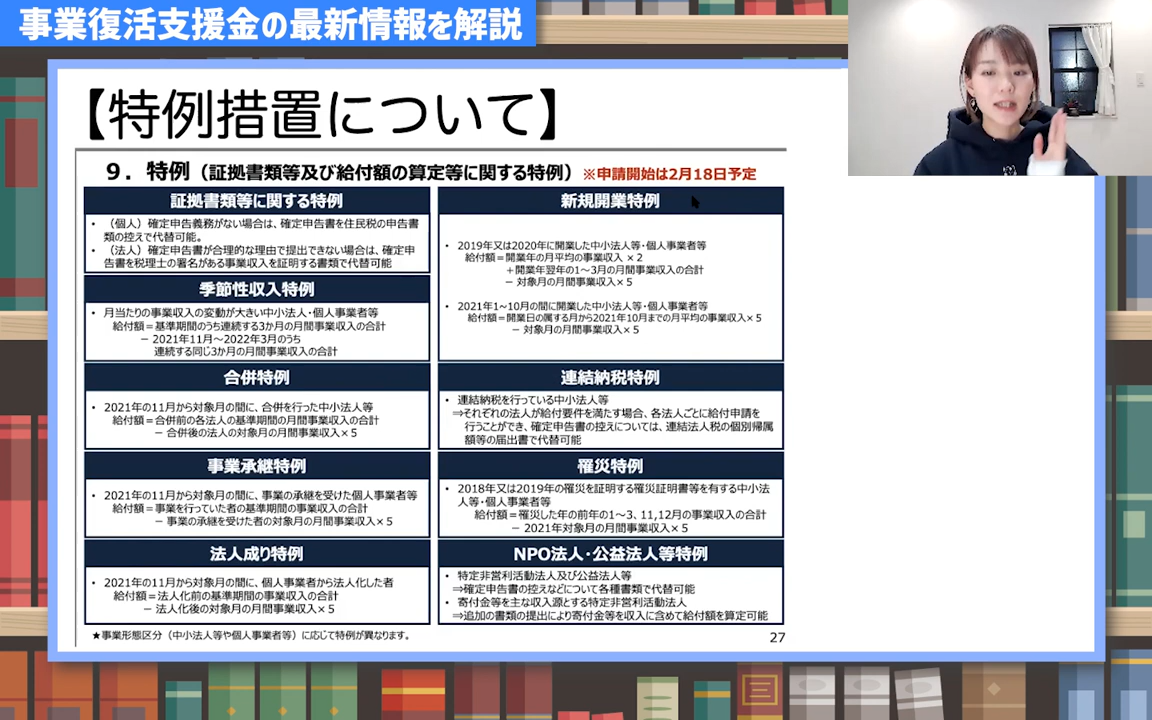 事業復活支援金の最新情報を解説
【特例措置について】
9．特例（証拠書類等及び給付額の算定等に関する特例）※申請開始は2月18日予定
証拠書類等に関する特例
・（個人）確定申告義務がない場合は、確定申告書を住民税の申告書
類の控えで代替可能。
・（法人）確定申告書が合理的な理由で提出できない場合は、確定申
告書を税理士の署名がある事業収入を証明する書類で代替可能
季節性収入特例
・月当たりの事業収入の変動が大きい中小法人・個人事業者等
給付額＝基準期間のうち連続する3か月の月間事業収入の合計
－ 2021年11月～2022年3月のうち
連続する同じ3か月の月間事業収入の合計
合併特例
・2021年の11月から対象月の間に、合併を行った中小法人等
給付額＝合併前の各法人の基準期間の月間事業収入の合計
－ 合併後の法人の対象月の月間事業収入×５
事業承継特例
・2021年の11月から対象月の間に、事業の承継を受けた個人事業者等
給付額＝事業を行っていた者の基準期間の事業収入の合計
－ 事業の承継を受けた者の対象月の月間事業収入×５
法人成り特例
・2021年の11月から対象月の間に、個人事業者から法人化した者
給付額＝法人化前の基準期間の事業収入の合計
－ 法人化後の対象月の月間事業収入×５
新規開業特例
・2019年又は2020年に開業した中小法人等・個人事業者等
給付額＝開業年の月平均の事業収入 ×２
＋開業年翌年の1～3月の月間事業収入の合計
－ 対象月の月間事業収入×５
・2021年1~10月の間に開業した中小法人等・個人事業者等
給付額＝開業日の属する月から2021年10月までの月平均の事業収入×５
－ 対象月の月間事業収入×５
連結納税特例
・連結納税を行っている中小法人等
⇒それぞれの法人が給付要件を満たす場合、各法人ごとに給付申請を
行うことができ、確定申告書の控えについては、連結法人税の個別帰属
額等の届出書で代替可能
罹災特例
・2018年又は2019年の罹災を証明する罹災証明書等を有する中小法
人等・個人事業者等
給付額＝罹災した年の前年の1～3、11,12月の事業収入の合計
－ 2021年対象月の月間事業収入×５
NPO法人・公益法人等特例
・特定非営利活動法人及び公益法人等
⇒確定申告書の控えなどについて各種書類で代替可能
・寄付金等を主な収入源とする特定非営利活動法人
⇒追加の書類の提出により寄付金等を収入に含めて給付額を算定可能
★事業形態区分（中小法人等や個人事業者等）に応じて特例が異なります。
27